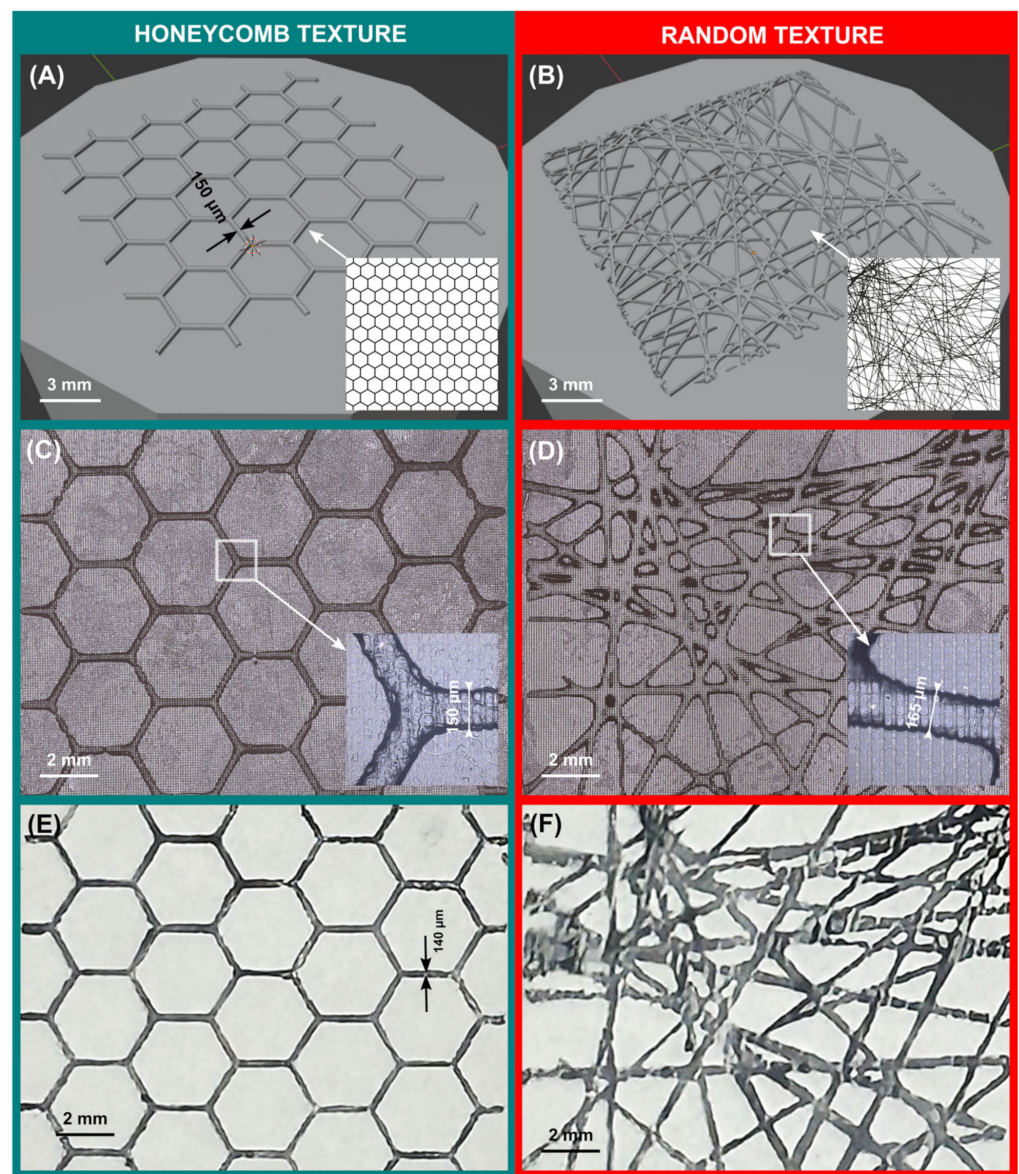 HONEYCOMB TEXTURE
RANDOM TEXTURE
(A)
150 µm
3 mm
(B)
3 mm
(C)
150 µm
2 mm
(D)
165 µm
2 mm
(E)
140 µm
2 mm
(F)
2 mm